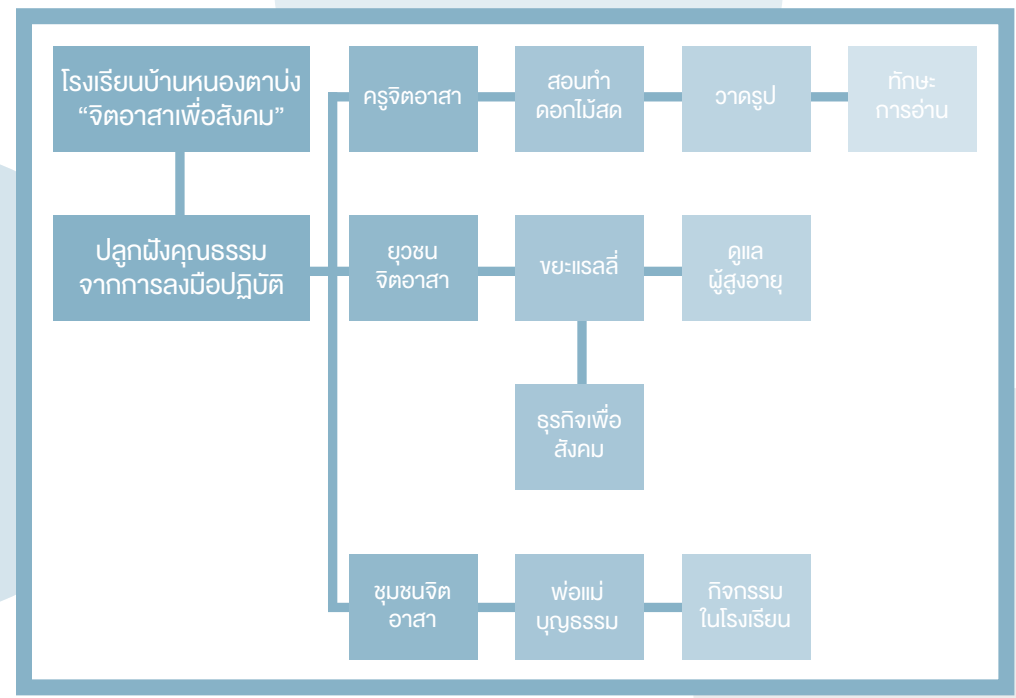 โรงเรียนบ้านหนองตาบ่ง
“จิตอาสาเพื่อสังคม”
ครูจิตอาสา
สอนทำ
ดอกไม้สด
วาดรูป
ทักษะ
การอ่าน
ปลูกฝังคุณธรรม
จากการลงมือปฏิบัติ
ยุวชน
จิตอาสา
ขยะแรลลี่
ดูแล
ผู้สูงอายุ
ธุรกิจเพื่อ
สังคม
ชุมชนจิต
อาสา
พ่อแม่
บุญธรรม
กิจกรรม
ในโรงเรียน